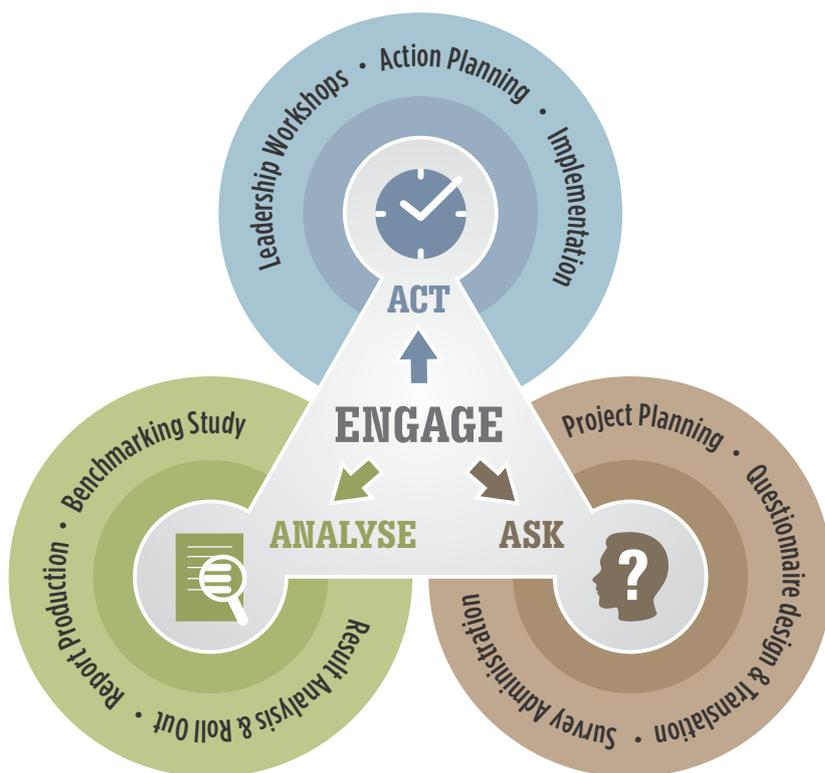 Leadership Workshops • Action Planning • Implementation
ACT
ENGAGE
ANALYSE
ASK
Project Planning • Questionnaire design & Translation • Survey Administration
Result Analysis & Roll Out • Report Production • Benchmarking Study
?